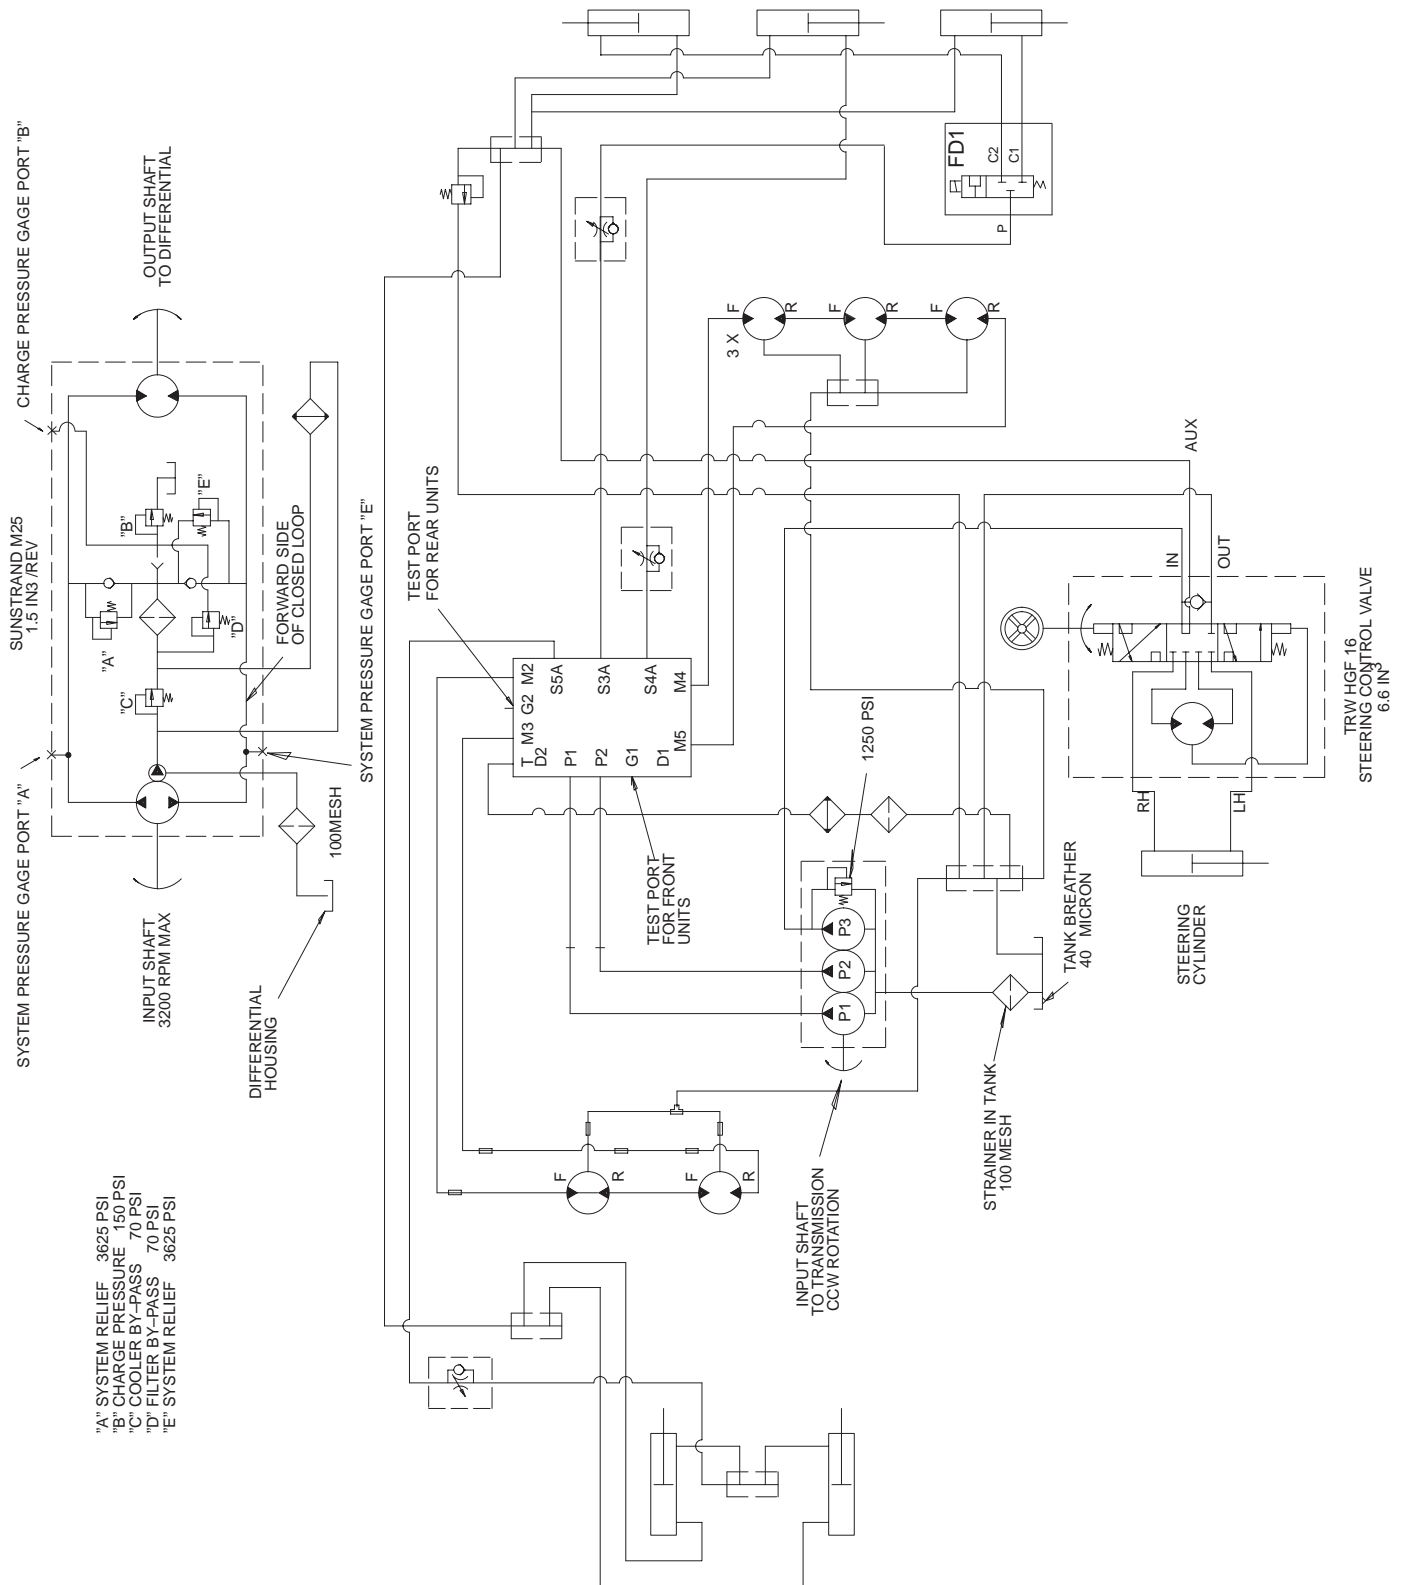 SYSTEM PRESSURE GAGE PORT "A"
SUNSTRAND M25
1.5 IN3 /REV
CHARGE PRESSURE GAGE PORT "B"
INPUT SHAFT
3200 RPM MAX
OUTPUT SHAFT
TO DIFFERENTIAL
"C"
"A"
"D"
"B"
"E"
FORWARD SIDE
OF CLOSED LOOP
100MESH
DIFFERENTIAL
HOUSING
SYSTEM PRESSURE GAGE PORT "E"
"A" SYSTEM RELIEF 3625 PSI
"B" CHARGE PRESSURE 150 PSI
"C" COOLER BY–PASS 70 PSI
"D" FILTER BY–PASS 70 PSI
"E" SYSTEM RELIEF 3625 PSI
TEST PORT
FOR REAR UNITS
T
M3
G2
M2
D2
S5A
P1
P2
S3A
G1
S4A
D1
M5
M4
TEST PORT
FOR FRONT
UNITS
1250 PSI
P1
P2
P3
F
R
F
R
3 X
F
R
F
R
F
R
FD1
C2
C1
P
INPUT SHAFT
TO TRANSMISSION
CCW ROTATION
STRAINER IN TANK
100 MESH
TANK BREATHER
40 MICRON
AUX
IN
OUT
RH
LH
STEERING
CYLINDER
TRW HGF 16
STEERING CONTROL VALVE
6.6 IN3